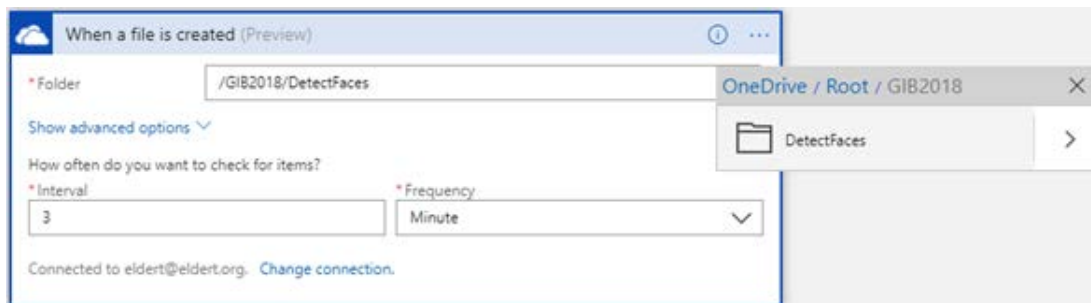 When a file is created (Preview)
* Folder
/GIB2018/DetectFaces
OneDrive / Root / GIB2018
DetectFaces
Show advanced options
How often do you want to check for items?
* Interval
* Frequency
3
Minute
Connected to eldert@eldert.org. Change connection.